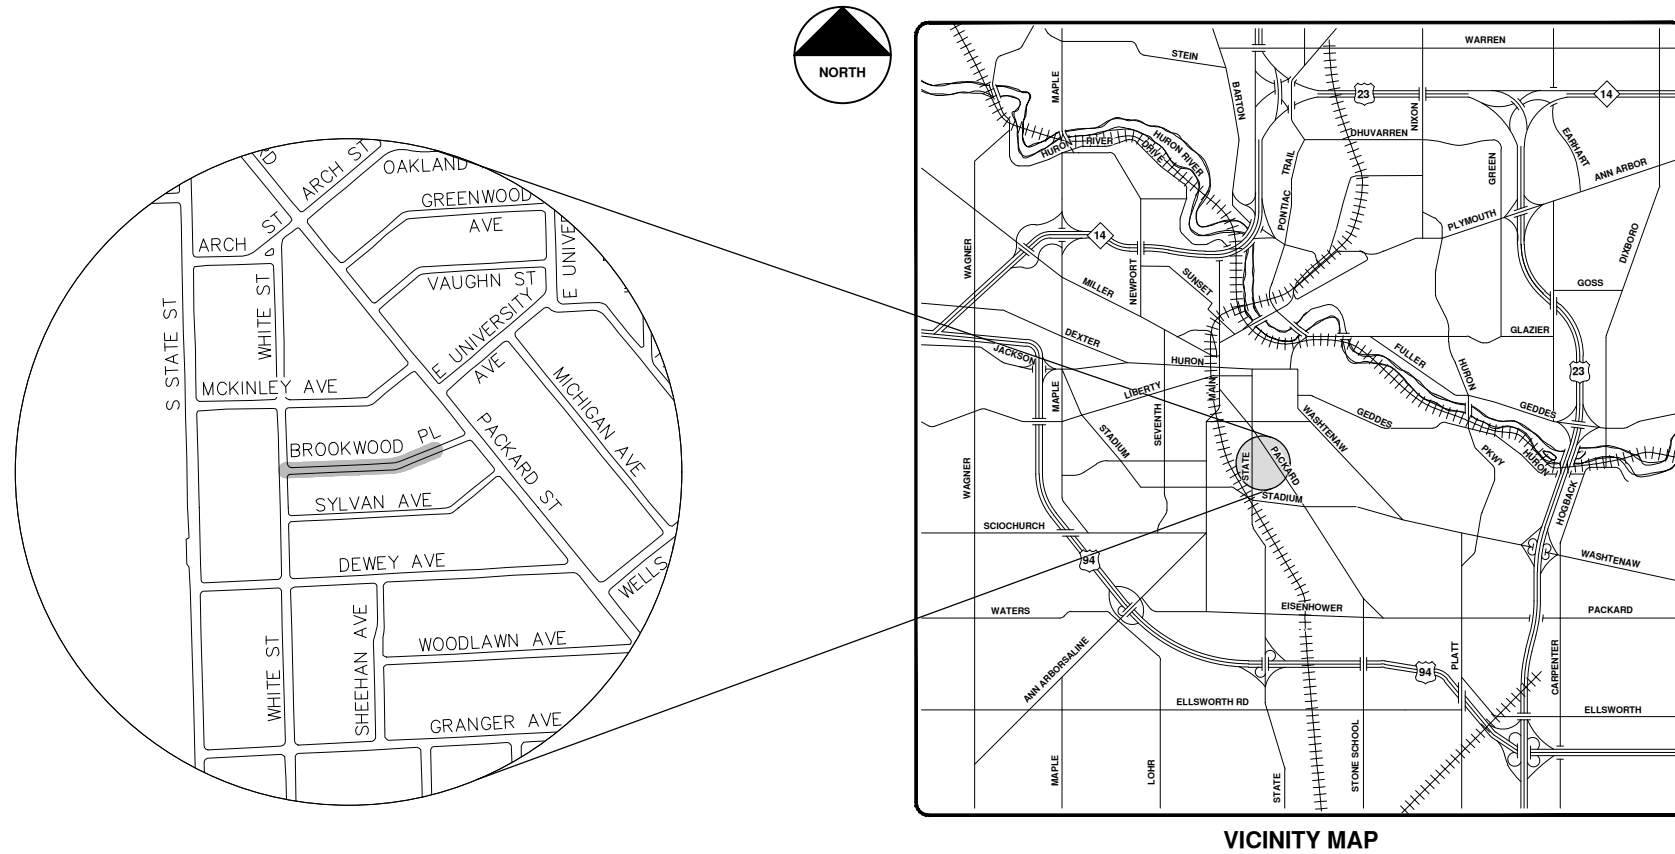 NORTH
ARCH ST
OAKLAND
GREENWOOD
AVE
ARCH ST
E UNIVE
VAUGHN ST
WHITE ST
S STATE ST
E UNIVERSITY
AVE
MCKINLEY AVE
MICHIGAN AVE
PACKARD ST
BROOKWOOD PL
SYLVAN AVE
DEWEY AVE
WELLS
SHEEHAN AVE
WOODLAWN AVE
WHITE ST
GRANGER AVE
WARREN
STEIN
MAPLE
BARTON
23
NIXON
14
DHUVARREN
EARHART
HURON RIVER
DRIVE
HURON RIVER
TRAIL
PONTIAC
GREEN
ANN ARBOR
PLYMOUTH
DIXBORO
14
WAGNER
NEWPORT
SUNSET
MILLER
GOSS
GLAZIER
DEXTER
JACKSON
HURON
FULLER
HURON
23
MAPLE
LIBERTY
MAIN
SEVENTH
WASHTENAW
GEDDES
GEDDES
STADIUM
STATE
PACKARD
PKWY
HURON
WAGNER
STADIUM
HOGBACK
SCIOCHURCH
WASHTENAW
94
WATERS
EISENHOWER
PACKARD
ANN ARBORSALINE
PLATT
CARPENTER
94
ELLSWORTH RD
ELLSWORTH
MAPLE
LOHR
STATE
STONE SCHOOL
VICINITY MAP